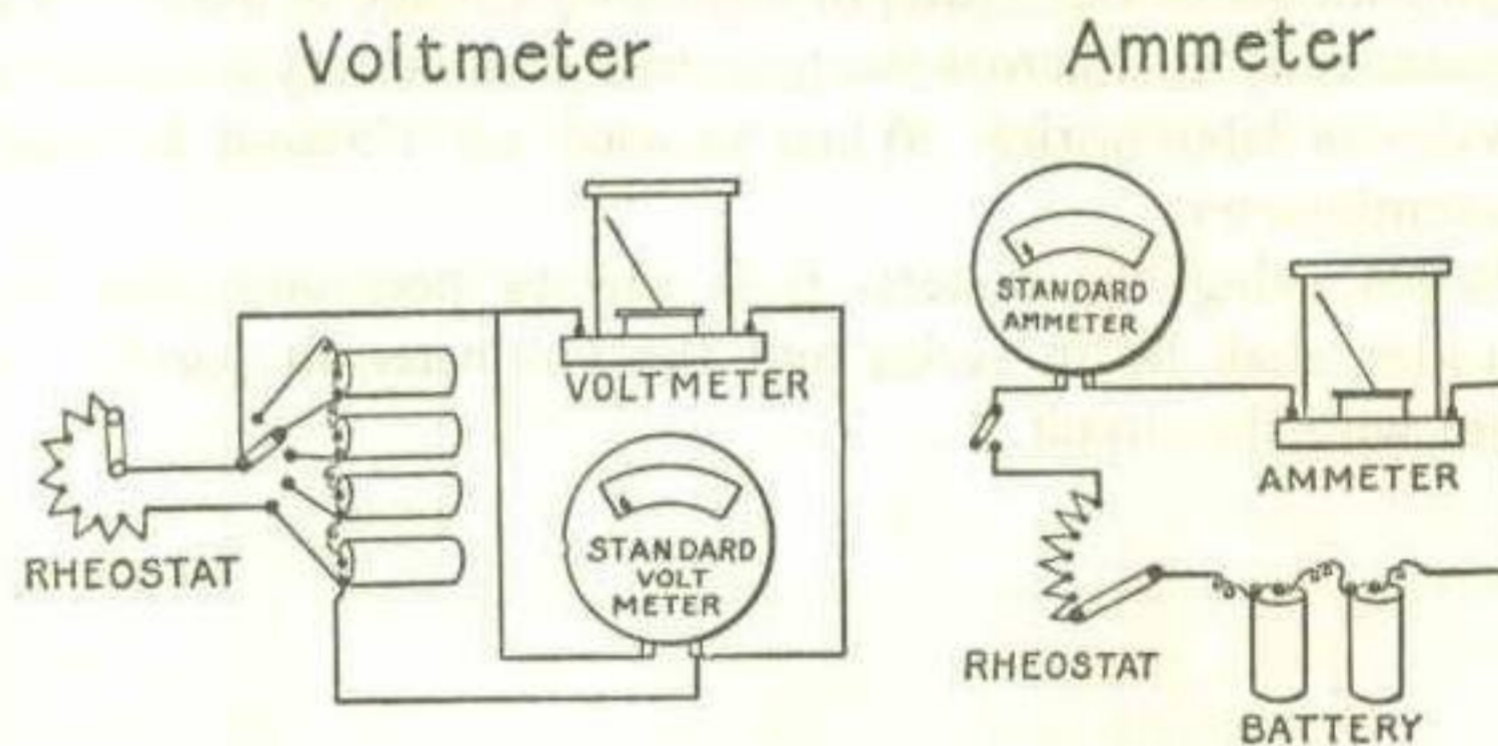 Voltmeter
Ammeter
VOLTMETER
STANDARD
VOLT
METER
RHEOSTAT
STANDARD
AMMETER
AMMETER
RHEOSTAT
BATTERY